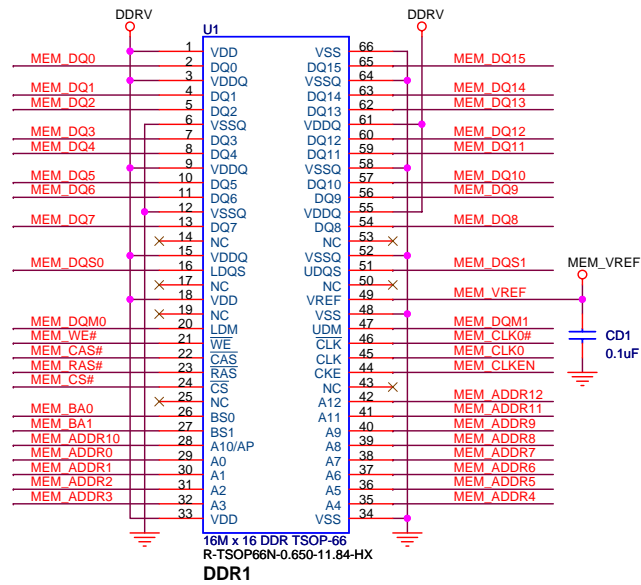 DDRV DDRV
U1
1 VDD VSS 66
MEM_DQ0 2 DQ0 DQ15 65 MEM_DQ15
3 VDDQ VSSQ 64
MEM_DQ1 4 DQ1 DQ14 63 MEM_DQ14
MEM_DQ2 5 DQ2 DQ13 62 MEM_DQ13
6 VSSQ VDDQ 61
MEM_DQ3 7 DQ3 DQ12 60 MEM_DQ12
MEM_DQ4 8 DQ4 DQ11 59 MEM_DQ11
9 VDDQ VSSQ 58
MEM_DQ5 10 DQ5 DQ10 57 MEM_DQ10
MEM_DQ6 11 DQ6 DQ9 56 MEM_DQ9
12 VSSQ VDDQ 55
MEM_DQ7 13 DQ7 DQ8 54 MEM_DQ8
14 NC NC 53
15 VDDQ VSSQ 52
MEM_DQS0 16 LDQS UDQS 51 MEM_DQS1
17 NC NC 50
MEM_VREF
18 VDD VREF 49 MEM_VREF
19 NC VSS 48
MEM_DQM0 20 LDM UDM 47 MEM_DQM1
MEM_WE# 21 WE CLK 46 MEM_CLK0#
MEM_CAS# 22 CAS CLK 45 MEM_CLK0
MEM_RAS# 23 RAS CKE 44 MEM_CLKEN
CD1
0.1uF
MEM_CS# 24 CS NC 43
25 NC A12 42 MEM_ADDR12
MEM_BA0 26 BS0 A11 41 MEM_ADDR11
MEM_BA1 27 BS1 A9 40 MEM_ADDR9
MEM_ADDR10 28 A10/AP A8 39 MEM_ADDR8
MEM_ADDR0 29 A0 A7 38 MEM_ADDR7
MEM_ADDR1 30 A1 A6 37 MEM_ADDR6
MEM_ADDR2 31 A2 A5 36 MEM_ADDR5
MEM_ADDR3 32 A3 A4 35 MEM_ADDR4
33 VDD VSS 34
16M x 16 DDR TSOP-66
R-TSOP66N-0.650-11.84-HX
DDR1